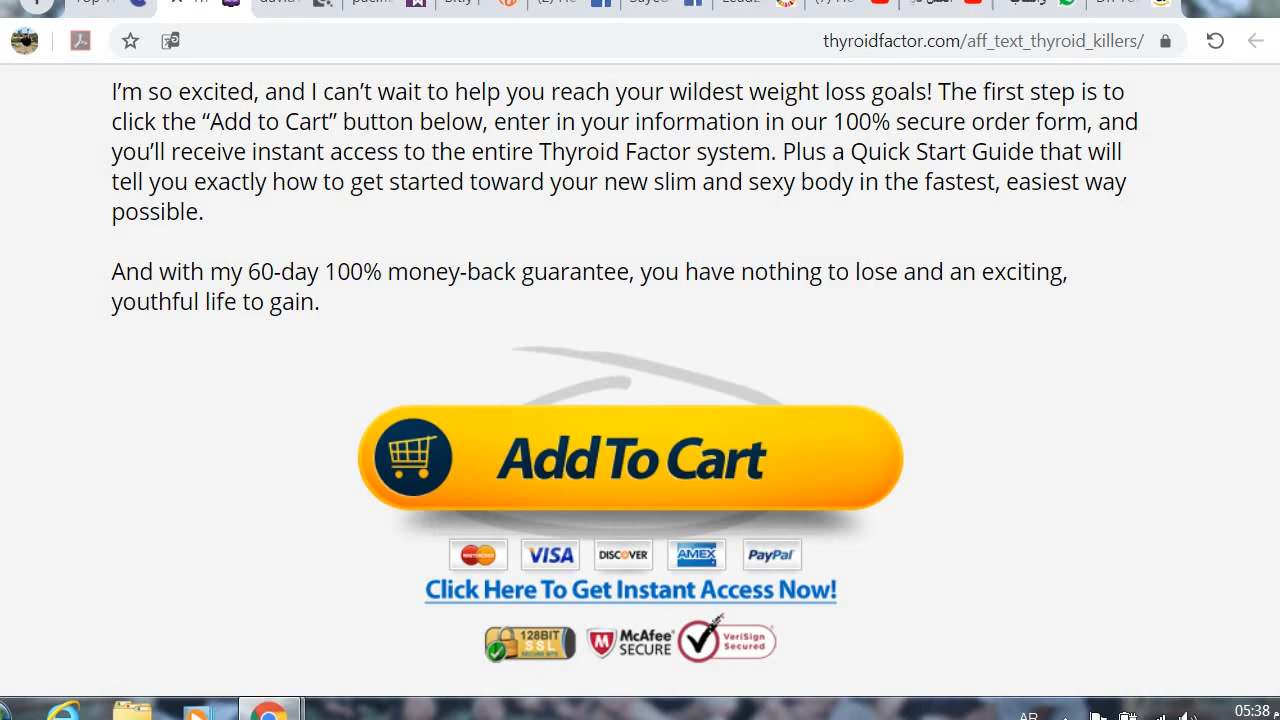 thyroidfactor.com/aff_text_thyroid_killers/
I’m so excited, and I can’t wait to help you reach your wildest weight loss goals! The first step is to
click the “Add to Cart” button below, enter in your information in our 100% secure order form, and
you’ll receive instant access to the entire Thyroid Factor system. Plus a Quick Start Guide that will
tell you exactly how to get started toward your new slim and sexy body in the fastest, easiest way
possible.
And with my 60-day 100% money-back guarantee, you have nothing to lose and an exciting,
youthful life to gain.
Add To Cart
MASTERCARD VISA DISCOVER AMEX PayPal
Click Here To Get Instant Access Now!
128BIT
SSL
McAfee
SECURE
VeriSign
Secured
05:38